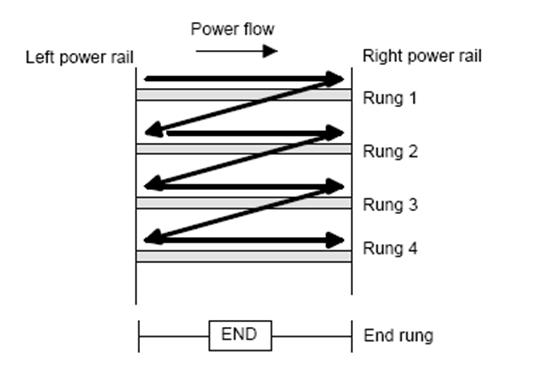 Power flow
Left power rail
Right power rail
Rung 1
Rung 2
Rung 3
Rung 4
END
End rung